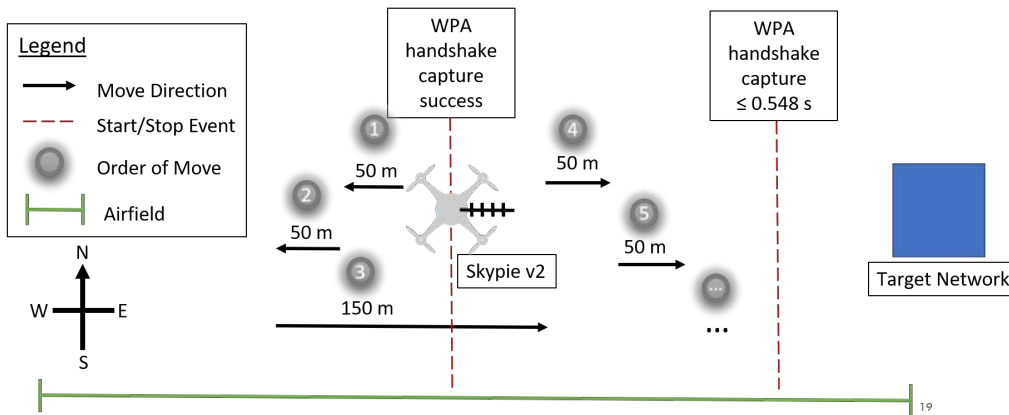 Legend
Move Direction
Start/Stop Event
Order of Move
Airfield
N
W
E
S
WPA
handshake
capture
success
WPA
handshake
capture
≤ 0.548 s
1
50 m
2
50 m
3
150 m
4
50 m
5
50 m
...
...
Skypie v2
Target Network
19